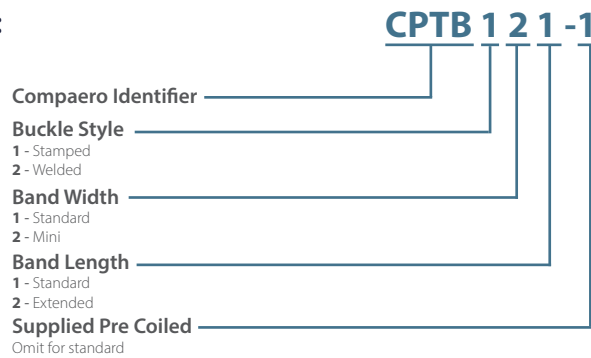 :
CPTB 1 2 1 -1
Compaero Identifier
Buckle Style
1 - Stamped
2 - Welded
Band Width
1 - Standard
2 - Mini
Band Length
1 - Standard
2 - Extended
Supplied Pre Coiled
Omit for standard